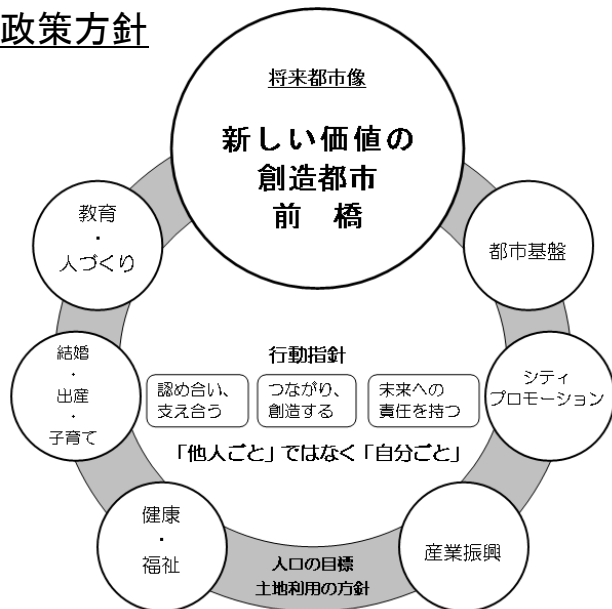 政策方針
将来都市像
新しい価値の
創造都市
前　橋
教育
・
人づくり
都市基盤
結婚
・
出産
・
子育て
行動指針
認め合い、
支え合う
つながり、
創造する
未来への
責任を持つ
シティ
プロモーション
「他人ごと」ではなく「自分ごと」
健康
・
福祉
産業振興
人口の目標
土地利用の方針